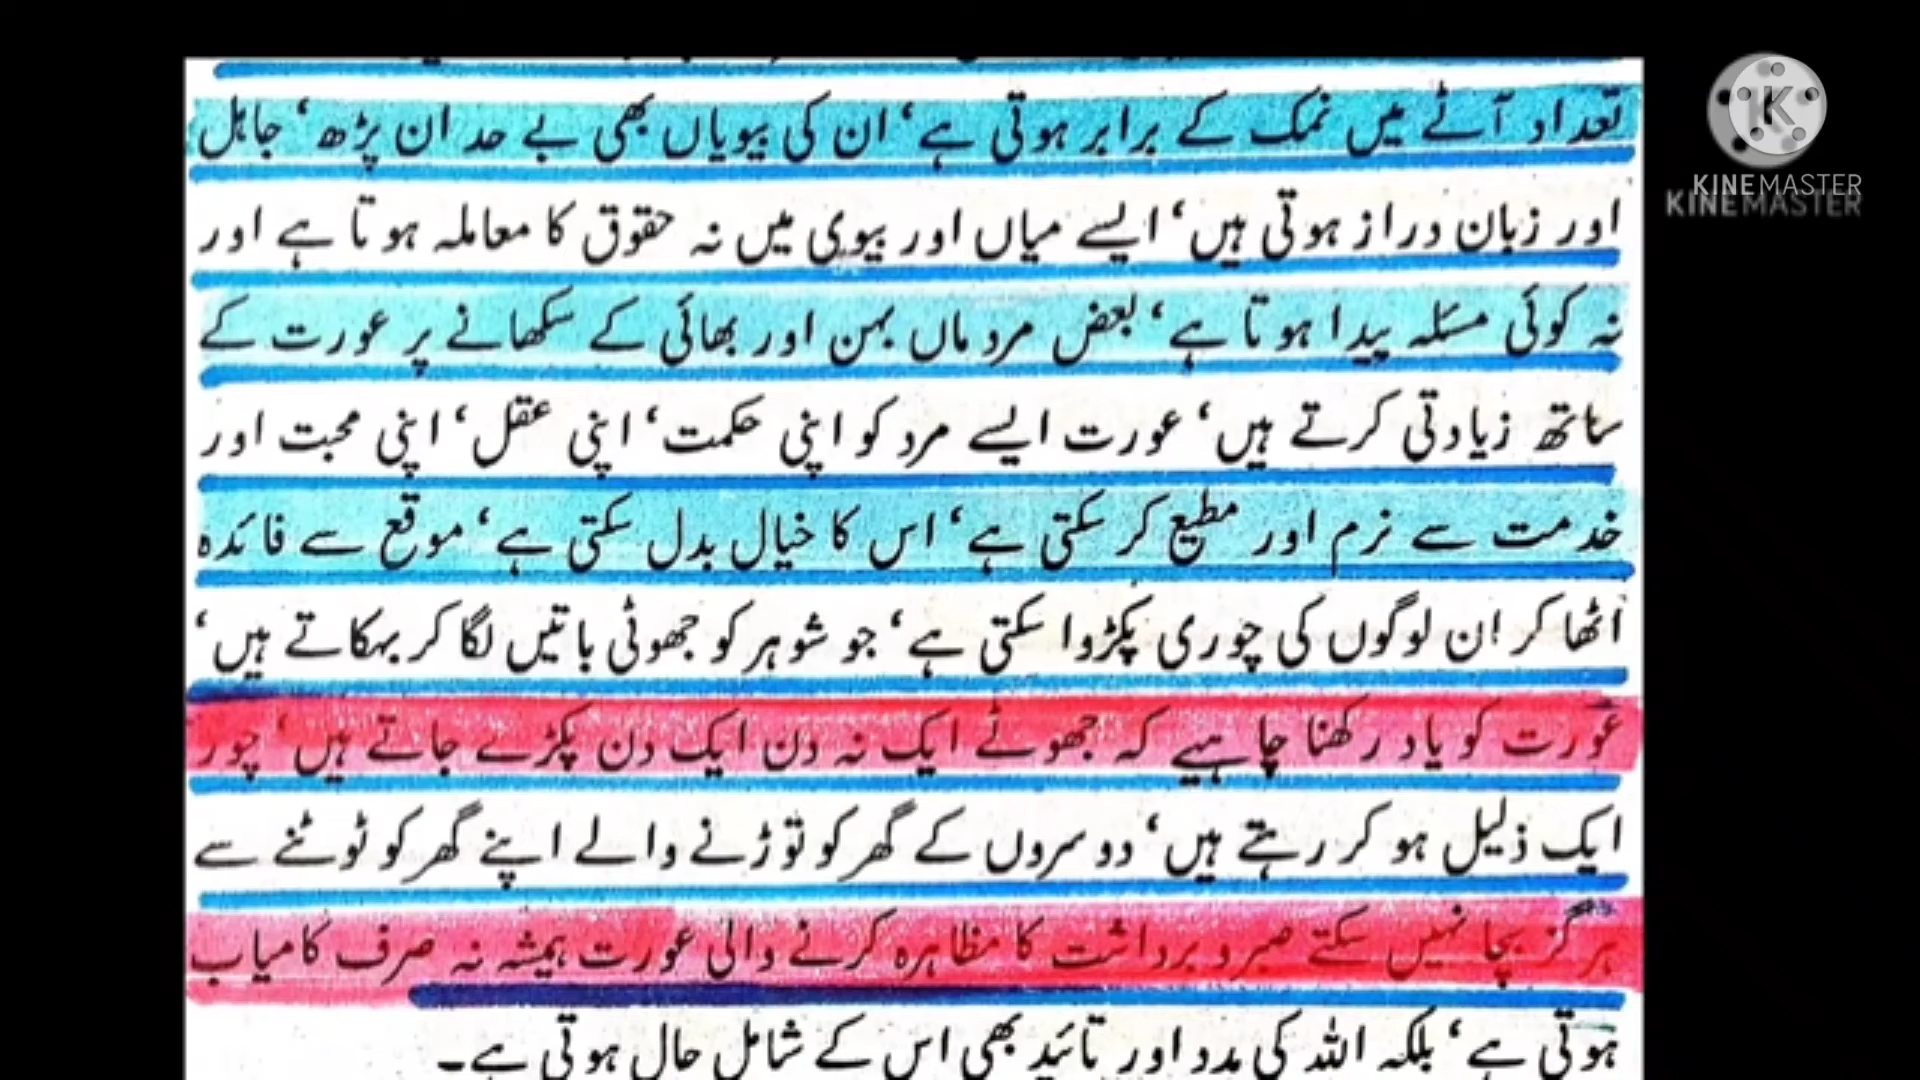 تعداد آٹے میں نمک کے برابر ہوتی ہے‘ ان کی بیویاں بھی بے حد ان پڑھ‘ جاہل
اور زبان دراز ہوتی ہیں‘ ایسے میاں اور بیوی میں نہ حقوق کا معاملہ ہوتا ہے اور
نہ کوئی مسئلہ پیدا ہوتا ہے‘ بعض مرد ماں بہن اور بھائی کے سکھانے پر عورت کے
ساتھ زیادتی کرتے ہیں‘ عورت ایسے مرد کو اپنی حکمت‘ اپنی عقل‘ اپنی محبت اور
خدمت سے نرم اور مطیع کر سکتی ہے‘ اس کا خیال بدل سکتی ہے‘ موقع سے فائدہ
اٹھا کر ان لوگوں کی چوری پکڑوا سکتی ہے‘ جو شوہر کو جھوٹی باتیں لگا کر بہکاتے ہیں‘
عورت کو یاد رکھنا چاہیے کہ جھوٹے ایک نہ دن ایک دن پکڑے جاتے ہیں‘ چور
ایک ذلیل ہو کر رہتے ہیں‘ دوسروں کے گھر کو توڑنے والے اپنے گھر کو ٹوٹنے سے
ہرگز بچا نہیں سکتے صبر و برداشت کا مظاہرہ کرنے والی عورت ہمیشہ نہ صرف کامیاب
ہوتی ہے‘ بلکہ اللہ کی مدد اور تائید بھی اس کے شامل حال ہوتی ہے۔
K
KINEMASTER